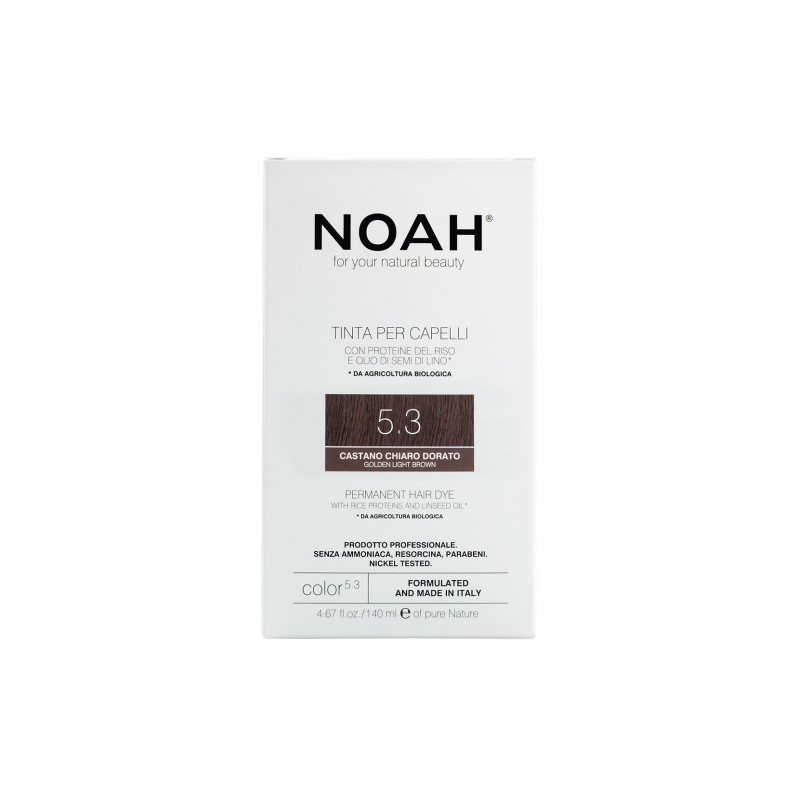 NOAH®
for your natural beauty
TINTA PER CAPELLI
CON PROTEINE DEL RISO
E OLIO DI SEMI DI LINO*
* DA AGRICOLTURA BIOLOGICA
5.3
CASTANO CHIARO DORATO
GOLDEN LIGHT BROWN
PERMANENT HAIR DYE
WITH RICE PROTEINS AND LINSEED OIL*
* DA AGRICOLTURA BIOLOGICA
PRODOTTO PROFESSIONALE.
SENZA AMMONIACA, RESORCINA, PARABENI.
NICKEL TESTED.
color 5.3
FORMULATED
AND MADE IN ITALY
4.67 fl.oz./140 ml ℮ of pure Nature